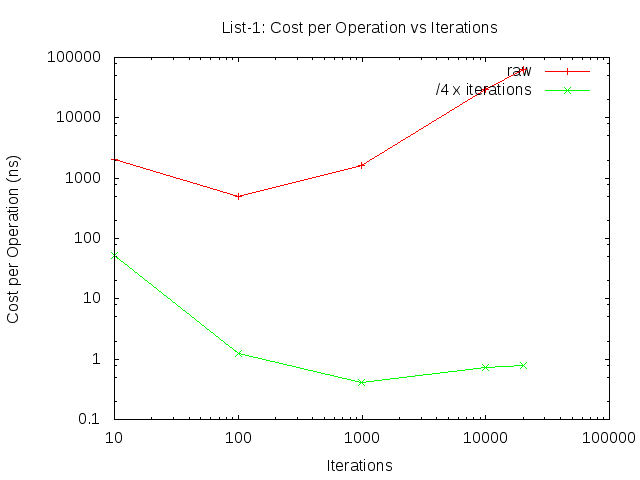 List-1: Cost per Operation vs Iterations
100000
10000
1000
100
10
1
0.1
Cost per Operation (ns)
raw
/4 x iterations
10 100 1000 10000 100000
Iterations